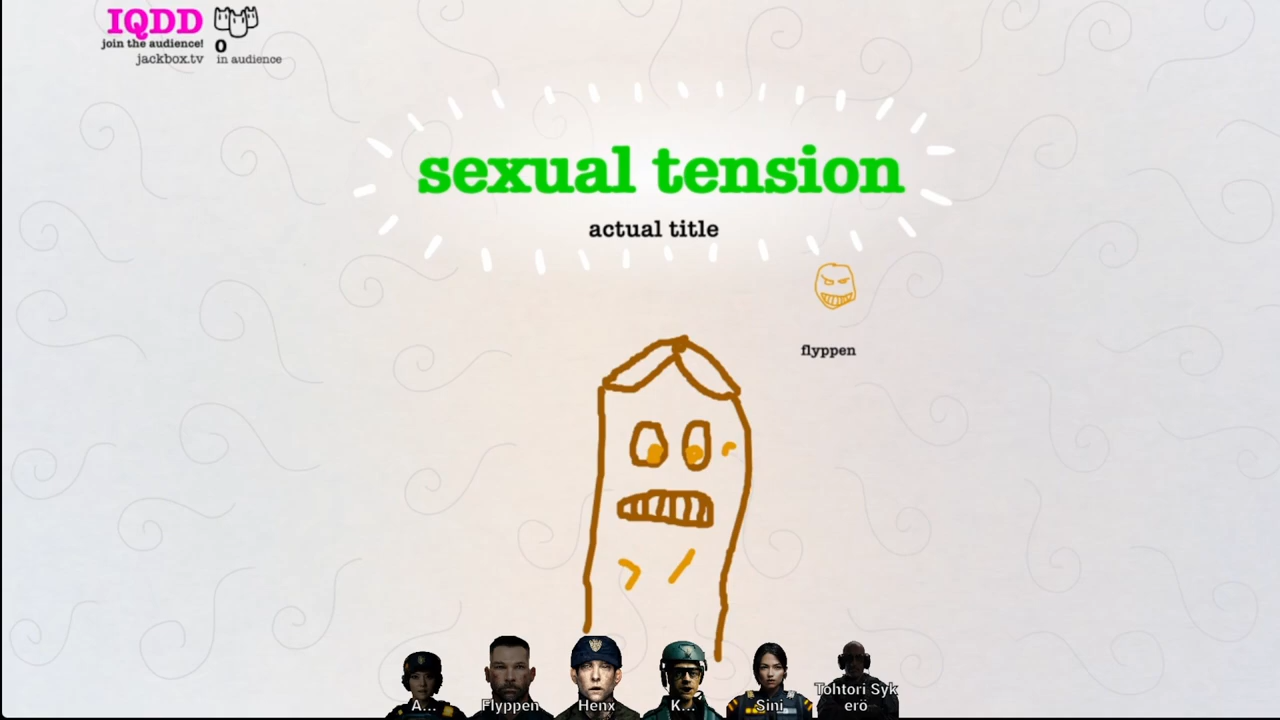 IQDD
join the audience!
jackbox.tv
0
in audience
sexual tension
actual title
flyppen
A...
Flyppen
Henx
K...
Sini
Tohtori Syk
erö